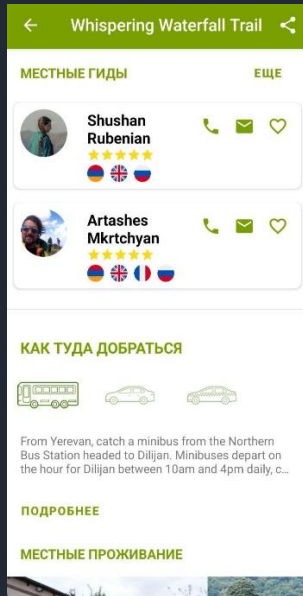 Whispering Waterfall Trail
МЕСТНЫЕ ГИДЫ
ЕЩЕ
Shushan
Rubenian
Artashes
Mkrtchyan
КАК ТУДА ДОБРАТЬСЯ
From Yerevan, catch a minibus from the Northern
Bus Station headed to Dilijan. Minibuses depart on
the hour for Dilijan between 10am and 4pm daily, c...
ПОДРОБНЕЕ
МЕСТНЫЕ ПРОЖИВАНИЕ